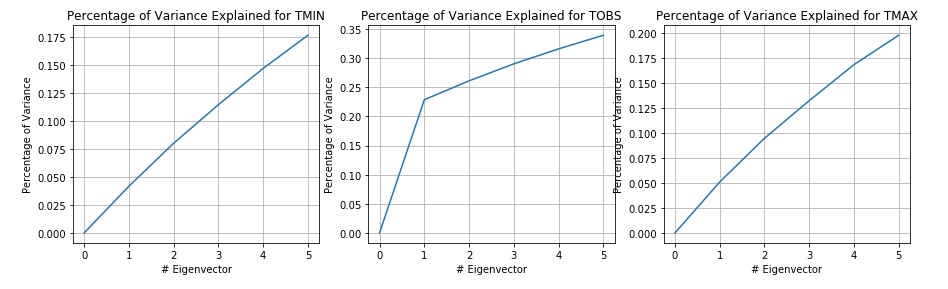 Percentage of Variance Explained for TMIN
0.175
0.150
0.125
0.100
0.075
0.050
0.025
0.000
Percentage of Variance
0 1 2 3 4 5
# Eigenvector
Percentage of Variance Explained for TOBS
0.35
0.30
0.25
0.20
0.15
0.10
0.05
0.00
Percentage of Variance
0 1 2 3 4 5
# Eigenvector
Percentage of Variance Explained for TMAX
0.200
0.175
0.150
0.125
0.100
0.075
0.050
0.025
0.000
Percentage of Variance
0 1 2 3 4 5
# Eigenvector